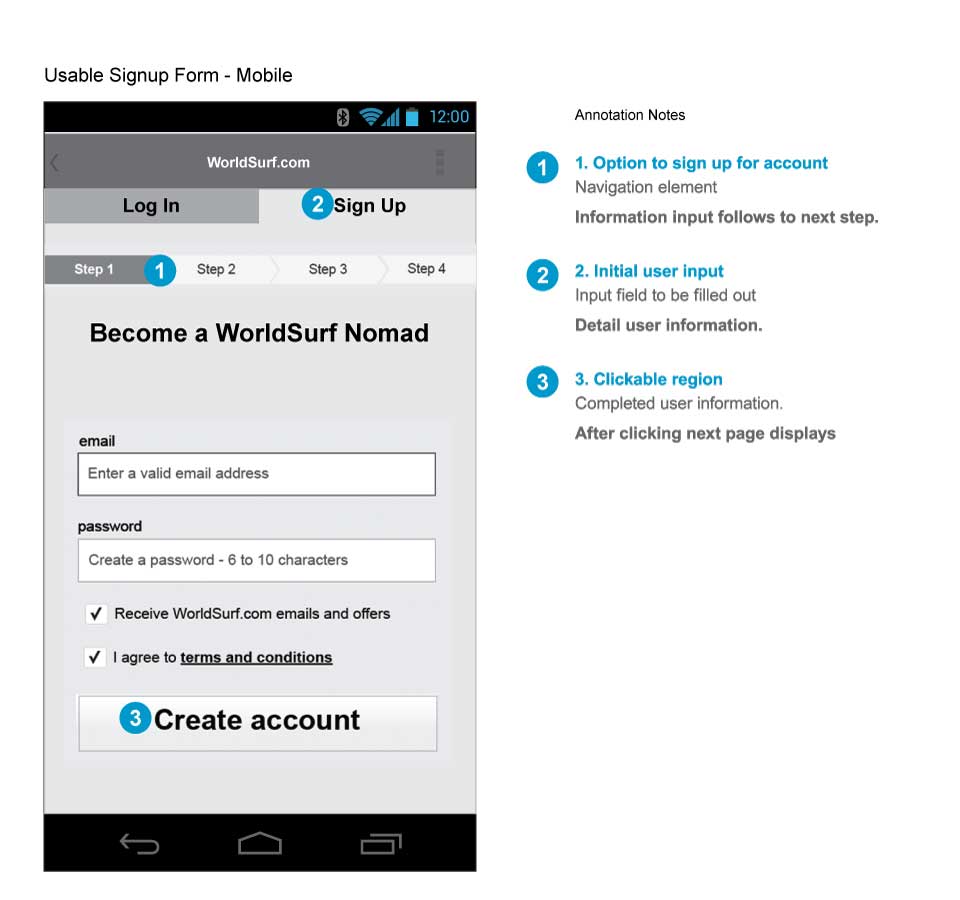 Usable Signup Form - Mobile
12:00
WorldSurf.com
Log In
2 Sign Up
Step 1 1 Step 2 Step 3 Step 4
Become a WorldSurf Nomad
email
Enter a valid email address
password
Create a password - 6 to 10 characters
Receive WorldSurf.com emails and offers
I agree to terms and conditions
3 Create account
Annotation Notes
1 1. Option to sign up for account
Navigation element
Information input follows to next step.
2 2. Initial user input
Input field to be filled out
Detail user information.
3 3. Clickable region
Completed user information.
After clicking next page displays